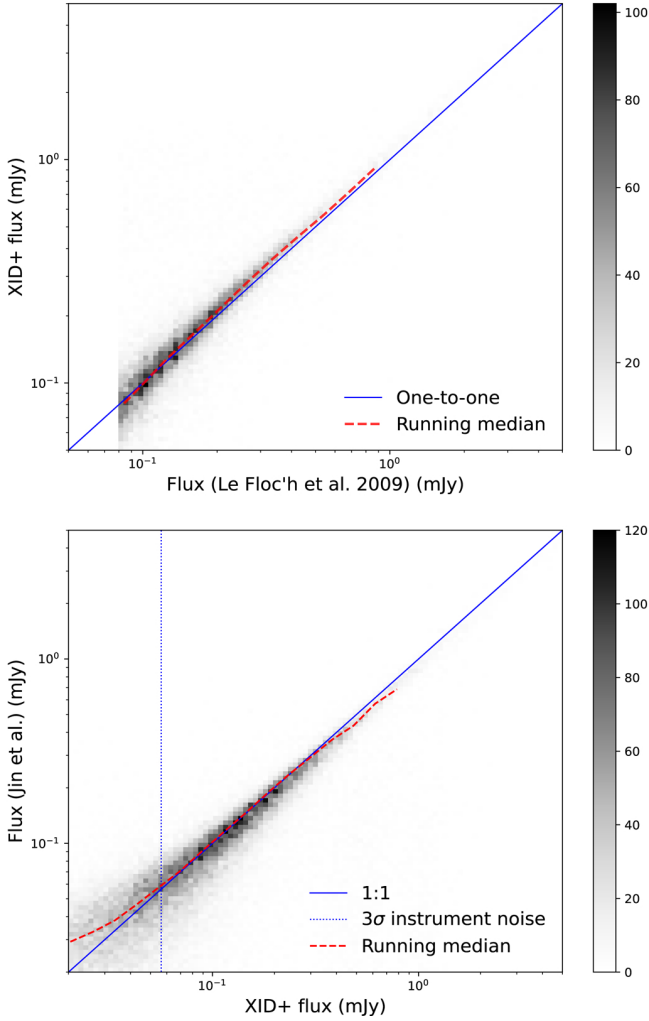 100
80
60
40
20
0
10⁰
10⁻¹
XID+ flux (mJy)
One-to-one
Running median
10⁻¹
10⁰
Flux (Le Floc'h et al. 2009) (mJy)
120
100
80
60
40
20
0
10⁰
10⁻¹
Flux (Jin et al.) (mJy)
1:1
3σ instrument noise
Running median
10⁻¹
10⁰
XID+ flux (mJy)